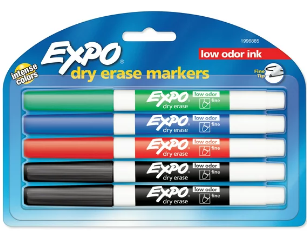 EXPO
dry erase markers
intense
colors
low odor ink
Fine
EXPO dry erase low odor fine
EXPO dry erase low odor fine
EXPO dry erase low odor fine
EXPO dry erase low odor fine
EXPO dry erase low odor fine